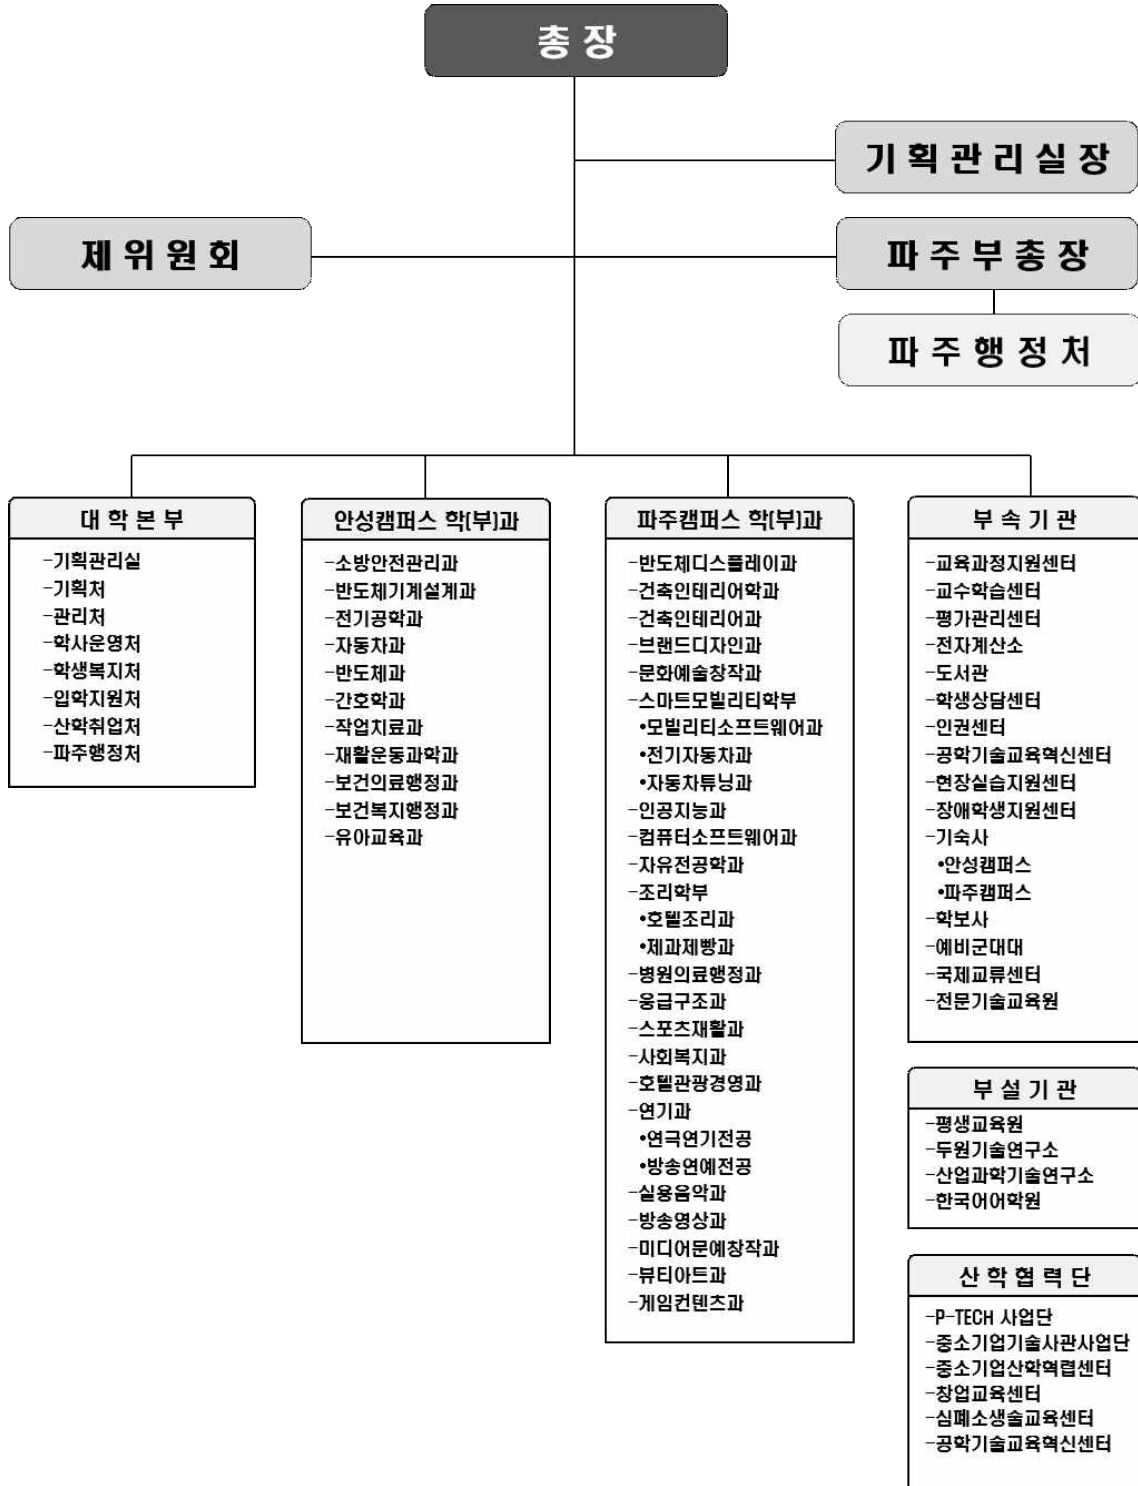 총 장
기 획 관 리 실 장
제 위 원 회
파 주 부 총 장
파 주 행 정 처
대 학 본 부
-기획관리실
-기획처
-관리처
-학사운영처
-학생복지처
-입학지원처
-산학취업처
-파주행정처
안성캠퍼스 학(부)과
-소방안전관리과
-반도체기계설계과
-전기공학과
-자동차과
-반도체과
-간호학과
-작업치료과
-재활운동과학과
-보건의료행정과
-보건복지행정과
-유아교육과
파주캠퍼스 학(부)과
-반도체디스플레이과
-건축인테리어학과
-건축인테리어과
-브랜드디자인과
-문화예술창작과
-스마트모빌리티학부
•모빌리티소프트웨어과
•전기자동차과
•자동차튜닝과
-인공지능과
-컴퓨터소프트웨어과
-자유전공학과
-조리학부
•호텔조리과
•제과제빵과
-병원의료행정과
-응급구조과
-스포츠재활과
-사회복지과
-호텔관광경영과
-연기과
•연극연기전공
•방송연예전공
-실용음악과
-방송영상과
-미디어문예창작과
-뷰티아트과
-게임컨텐츠과
부 속 기 관
-교육과정지원센터
-교수학습센터
-평가관리센터
-전자계산소
-도서관
-학생상담센터
-인권센터
-공학기술교육혁신센터
-현장실습지원센터
-장애학생지원센터
-기숙사
•안성캠퍼스
•파주캠퍼스
-학보사
-예비군대대
-국제교류센터
-전문기술교육원
부 설 기 관
-평생교육원
-두원기술연구소
-산업과학기술연구소
-한국어어학원
산 학 협 력 단
-P-TECH 사업단
-중소기업기술사관사업단
-중소기업산학혁렵센터
-창업교육센터
-심폐소생술교육센터
-공학기술교육혁신센터